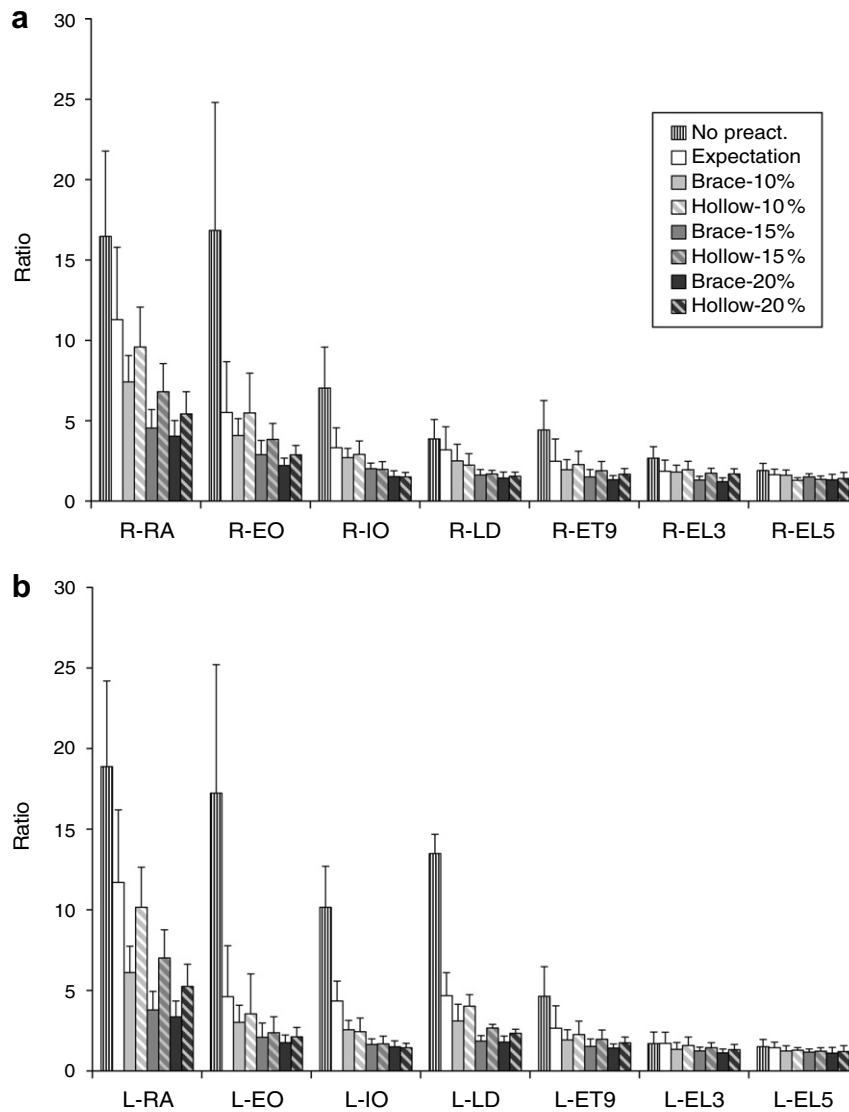 a
30
25
20
15
10
5
0
Ratio
No preact.
Expectation
Brace-10%
Hollow-10%
Brace-15%
Hollow-15%
Brace-20%
Hollow-20%
R-RA R-EO R-IO R-LD R-ET9 R-EL3 R-EL5
b
30
25
20
15
10
5
0
Ratio
L-RA L-EO L-IO L-LD L-ET9 L-EL3 L-EL5